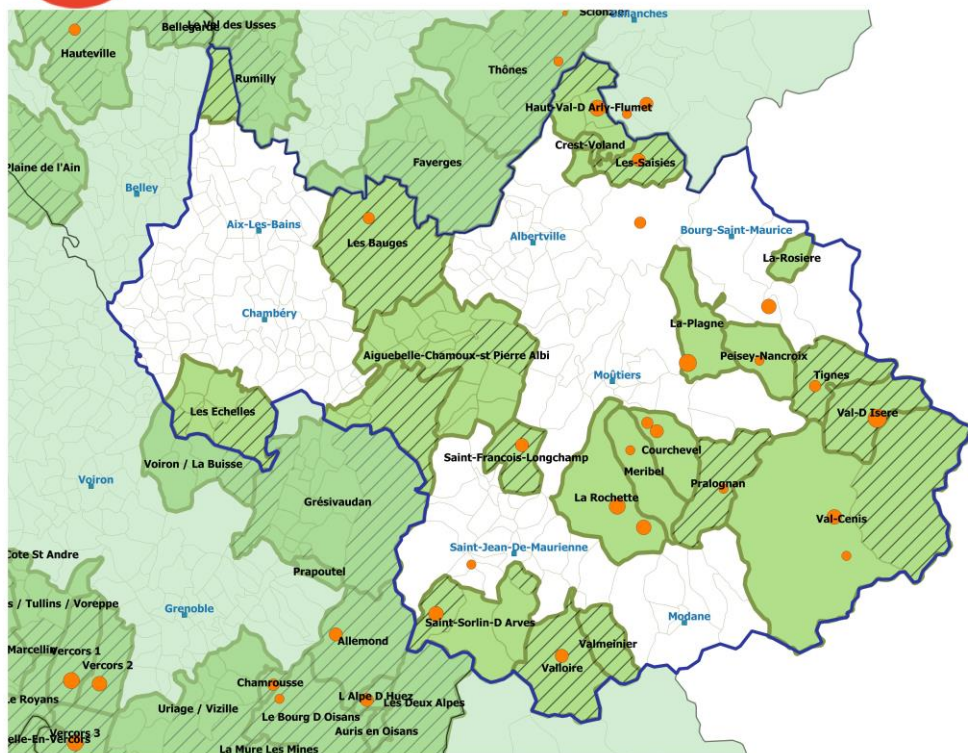 Le Val des Usses
Bellegarde
Hauteville
Rumilly
Sallanches
Thônes
Haut-Val-D Arly-Flumet
Crest-Voland
Les-Saisies
Faverges
Plaine de l'Ain
Belley
Aix-Les-Bains
Les Bauges
Albertville
Bourg-Saint-Maurice
La-Rosiere
Chambéry
La-Plagne
Aiguebelle-Chamoux-st Pierre Albi
Peisey-Nancroix
Moûtiers
Tignes
Les Echelles
Val-D Isere
Voiron / La Buisse
Saint-Francois-Longchamp
Courchevel
Meribel
Pralognan
Voiron
Grésivaudan
La Rochette
Val-Cenis
Cote St Andre
Saint-Jean-De-Maurienne
Prapoutel
s / Tullins / Voreppe
Grenoble
Modane
Saint-Sorlin-D Arves
Allemond
Valmeinier
Marcellin
Vercors 1
Valloire
Vercors 2
Chamrousse
Le Royans
Uriage / Vizille
L Alpe D Huez
Les Deux Alpes
Le Bourg D Oisans
Auris en Oisans
Vercors 3
elle-En-Vercors
La Mure Les Mines